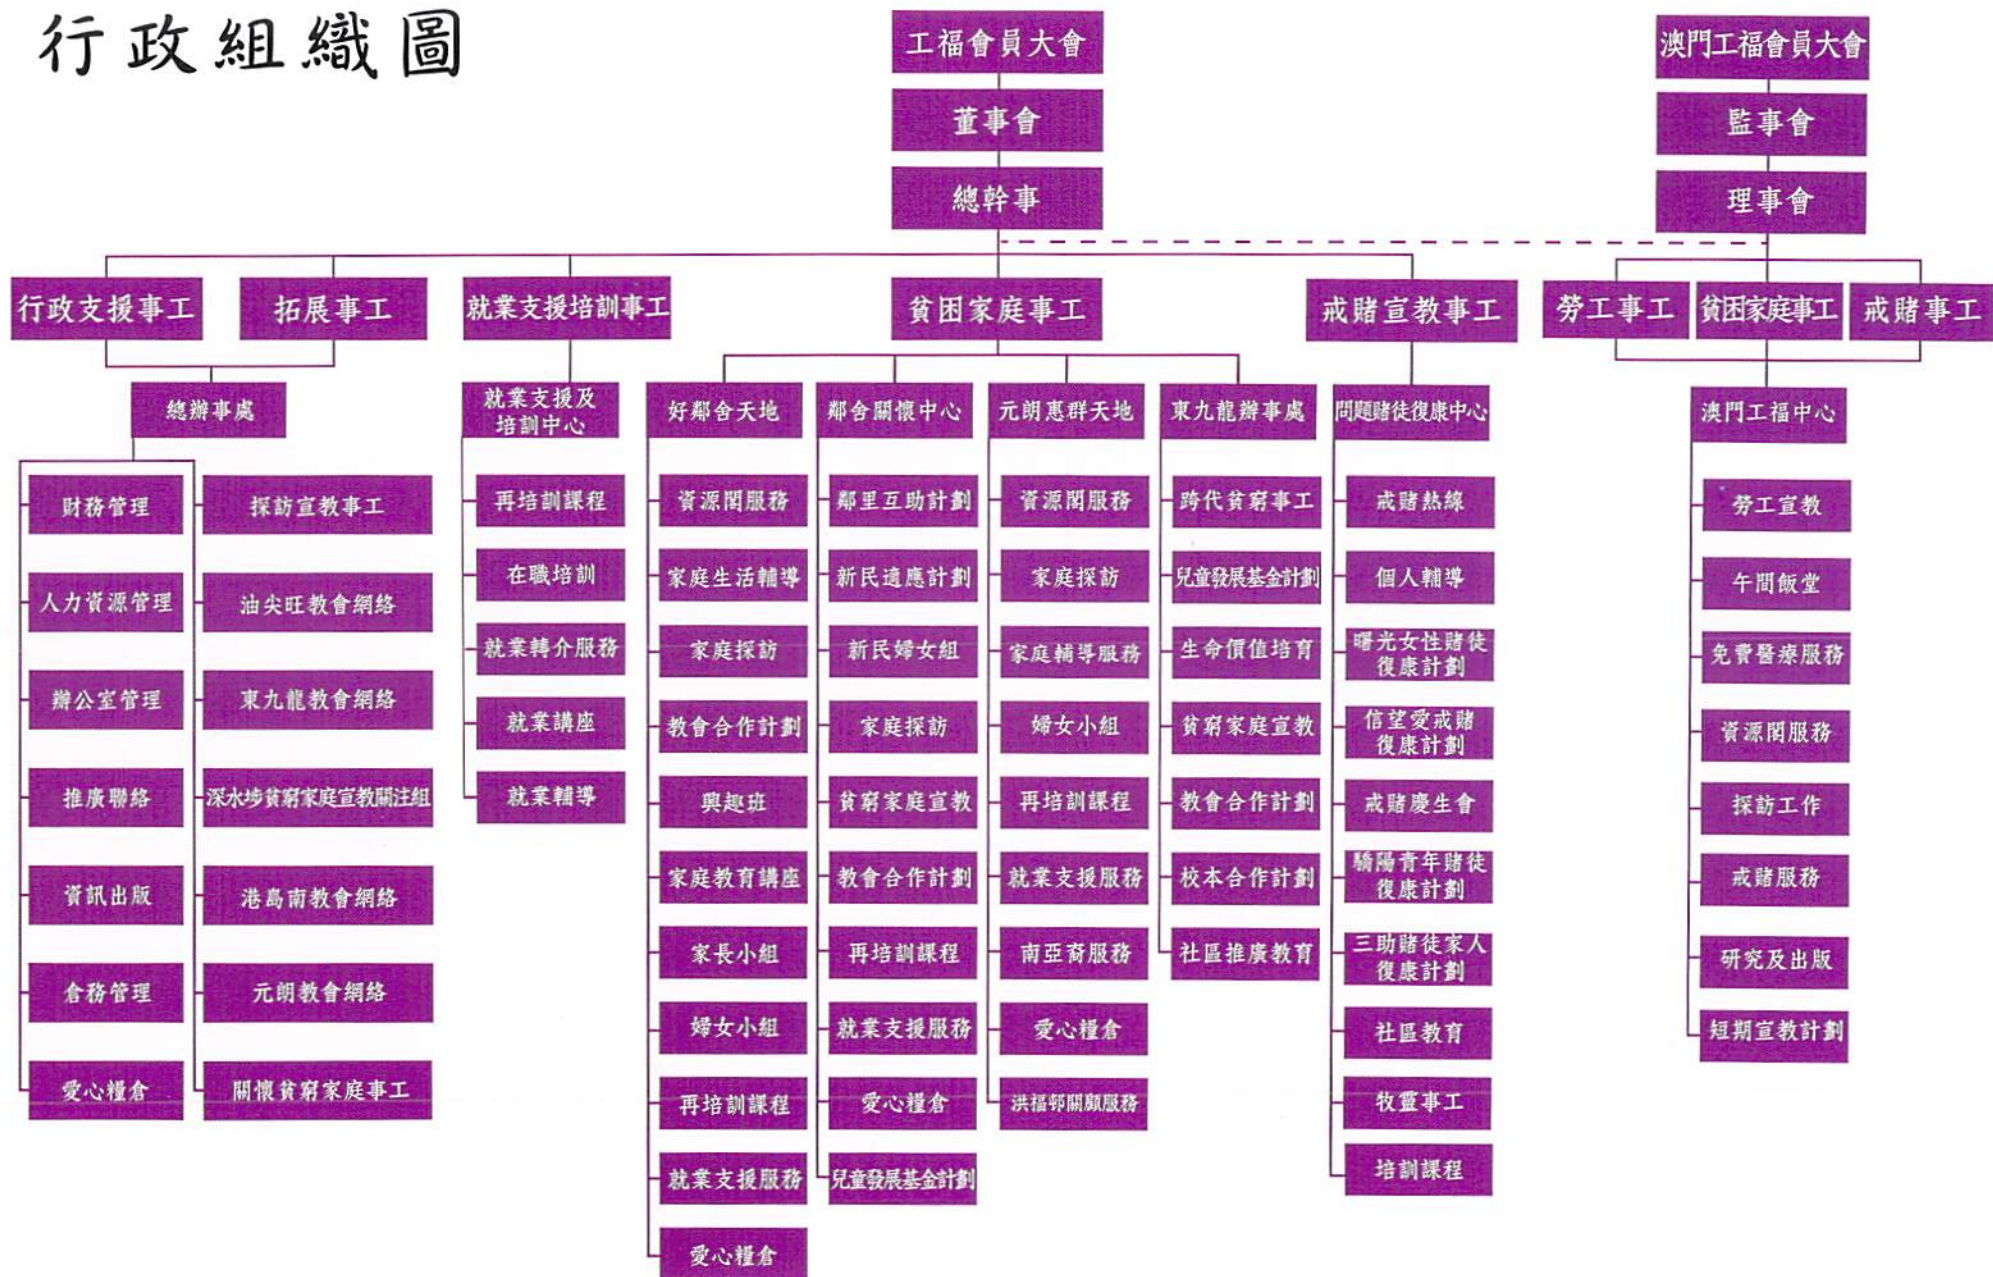 行政組織圖
工福會員大會
澳門工福會員大會
董事會
監事會
總幹事
理事會
行政支援事工
拓展事工
就業支援培訓事工
貧困家庭事工
戒賭宣教事工
勞工事工
貧困家庭事工
戒賭事工
總辦事處
財務管理
人力資源管理
辦公室管理
推廣聯絡
資訊出版
倉務管理
愛心糧倉
探訪宣教事工
油尖旺教會網絡
東九龍教會網絡
深水埗貧窮家庭宣教關注組
港島南教會網絡
元朗教會網絡
關懷貧窮家庭事工
就業支援及
培訓中心
再培訓課程
在職培訓
就業轉介服務
就業講座
就業輔導
好鄰舍天地
資源閣服務
家庭生活輔導
家庭探訪
教會合作計劃
興趣班
家庭教育講座
家長小組
婦女小組
再培訓課程
就業支援服務
愛心糧倉
鄰舍關懷中心
鄰里互助計劃
新民適應計劃
新民婦女組
家庭探訪
貧窮家庭宣教
教會合作計劃
再培訓課程
就業支援服務
愛心糧倉
兒童發展基金計劃
元朗惠群天地
資源閣服務
家庭探訪
家庭輔導服務
婦女小組
再培訓課程
就業支援服務
南亞裔服務
愛心糧倉
洪福邨關顧服務
東九龍辦事處
跨代貧窮事工
兒童發展基金計劃
生命價值培育
貧窮家庭宣教
教會合作計劃
校本合作計劃
社區推廣教育
問題賭徒復康中心
戒賭熱線
個人輔導
曙光女性賭徒
復康計劃
信望愛戒賭
復康計劃
戒賭慶生會
驕陽青年賭徒
復康計劃
三助賭徒家人
復康計劃
社區教育
牧靈事工
培訓課程
澳門工福中心
勞工宣教
午間飯堂
免費醫療服務
資源閣服務
探訪工作
戒賭服務
研究及出版
短期宣教計劃